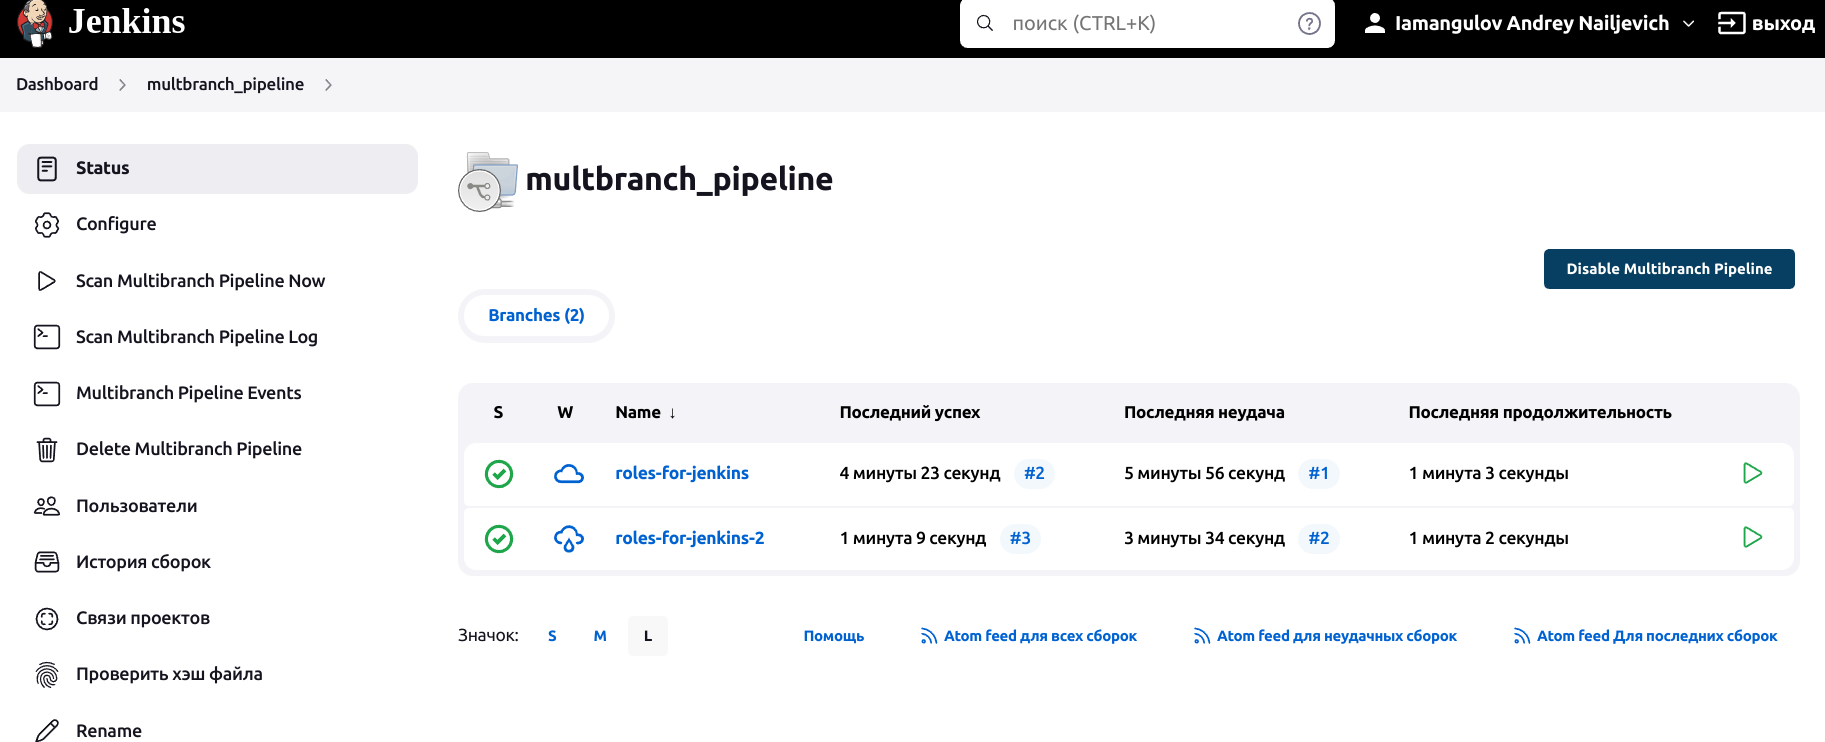 Jenkins
поиск (CTRL+K)
Iamangulov Andrey Nailjevich
выход
Dashboard
multbranch_pipeline
Status
Configure
Scan Multibranch Pipeline Now
Scan Multibranch Pipeline Log
Multibranch Pipeline Events
Delete Multibranch Pipeline
Пользователи
История сборок
Связи проектов
Проверить хэш файла
Rename
multbranch_pipeline
Disable Multibranch Pipeline
Branches (2)
S W Name ↓ Последний успех Последняя неудача Последняя продолжительность
roles-for-jenkins 4 минуты 23 секунд #2 5 минуты 56 секунд #1 1 минута 3 секунды
roles-for-jenkins-2 1 минута 9 секунд #3 3 минуты 34 секунд #2 1 минута 2 секунды
Значок: S M L Помощь Atom feed для всех сборок Atom feed для неудачных сборок Atom feed Для последних сборок